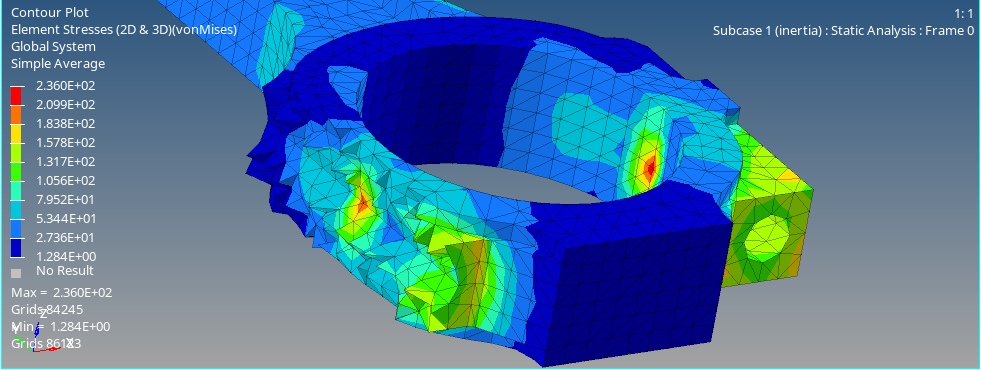 Contour Plot
Element Stresses (2D & 3D)(vonMises)
Global System
Simple Average
1: 1
Subcase 1 (inertia) : Static Analysis : Frame 0
2.360E+02
2.099E+02
1.838E+02
1.578E+02
1.317E+02
1.056E+02
7.952E+01
5.344E+01
2.736E+01
1.284E+00
No Result
Max = 2.360E+02
Grids 84245
Min = 1.284E+00
Grids 86183
Z
X